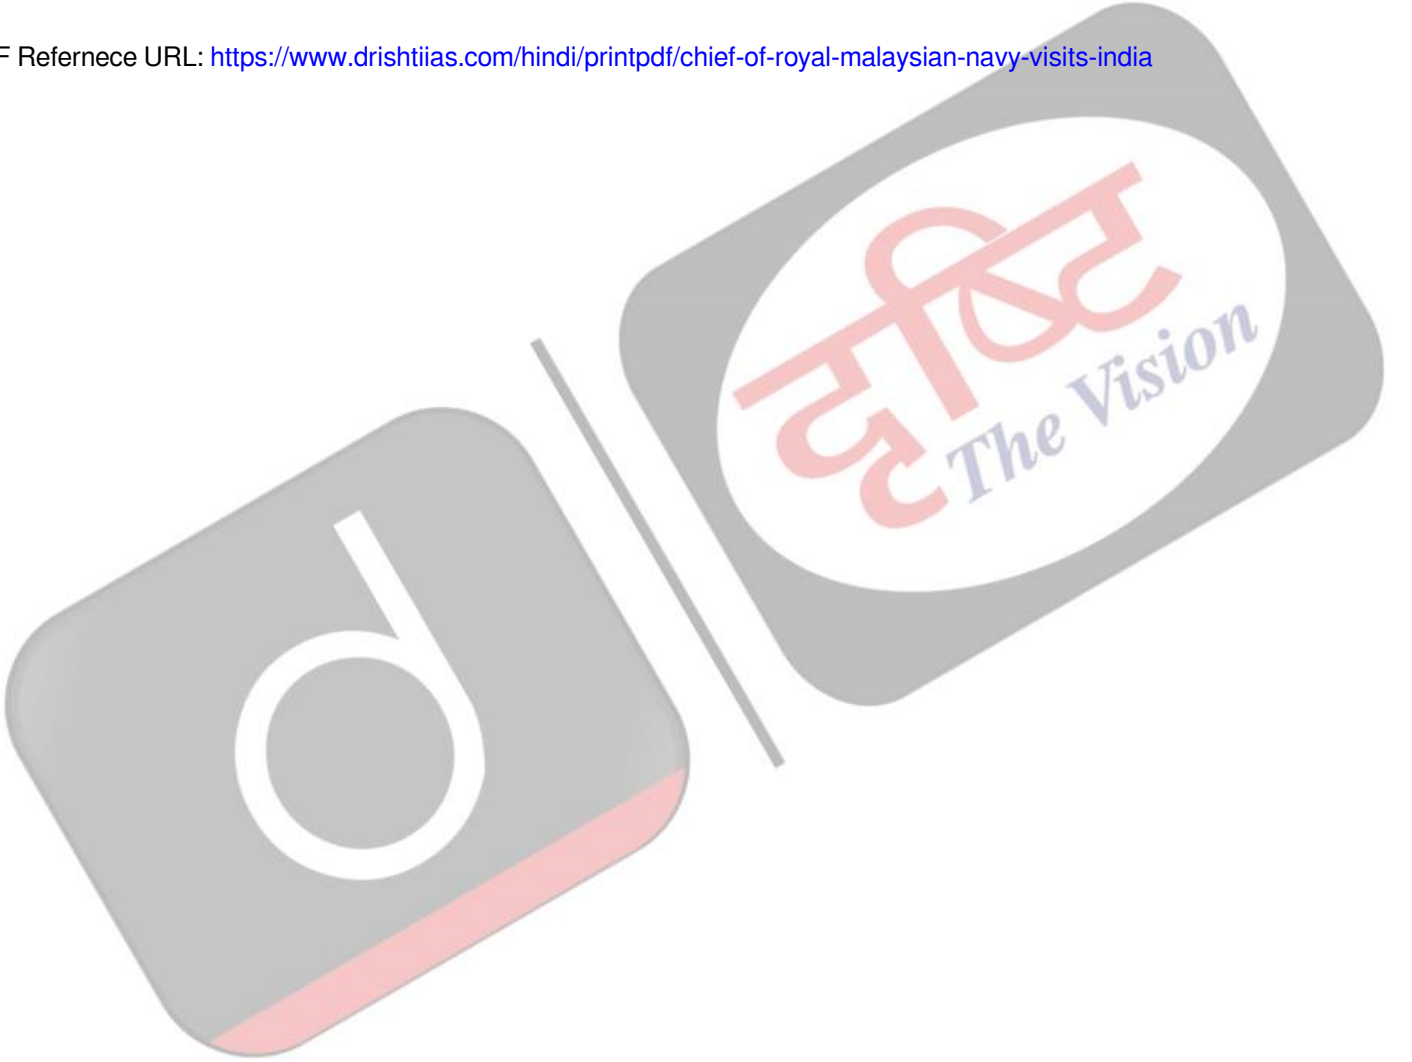 F Refernece URL: https://www.drishtiias.com/hindi/printpdf/chief-of-royal-malaysian-navy-visits-india
दृष्टि
The Vision
d